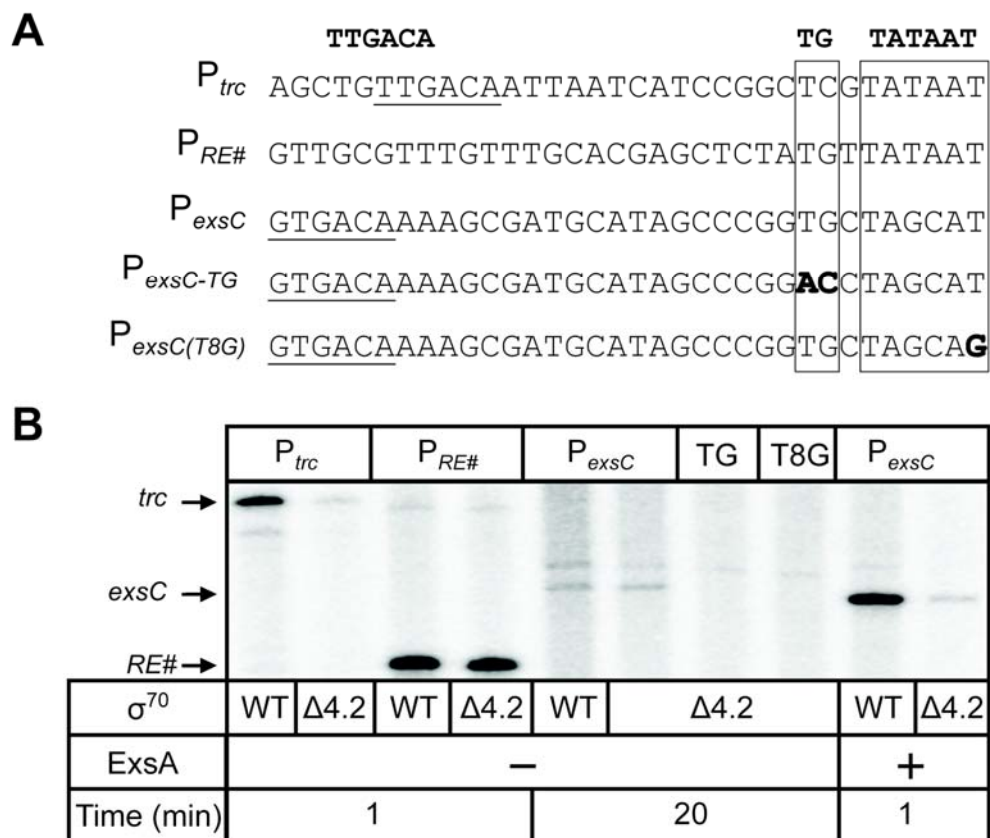 A
TTGACA TG TATAAT
Ptrc AGCTGTTGACAATTAATCATCCGGCTCGTATAAT
PRE# GTTGCGTTTGTTTGCACGAGCTCTATGTTATAAT
PexsC GTGACAAAAGCGATGCATAGCCCGGTGCTAGCAT
PexsC-TG GTGACAAAAGCGATGCATAGCCCGGACCTAGCAT
PexsC(T8G) GTGACAAAAGCGATGCATAGCCCGGTGCTAGCAG
B
Ptrc PRE# PexsC TG T8G PexsC
trc
exsC
RE#
σ70 WT Δ4.2 WT Δ4.2 WT Δ4.2 WT Δ4.2
ExsA − +
Time (min) 1 20 1